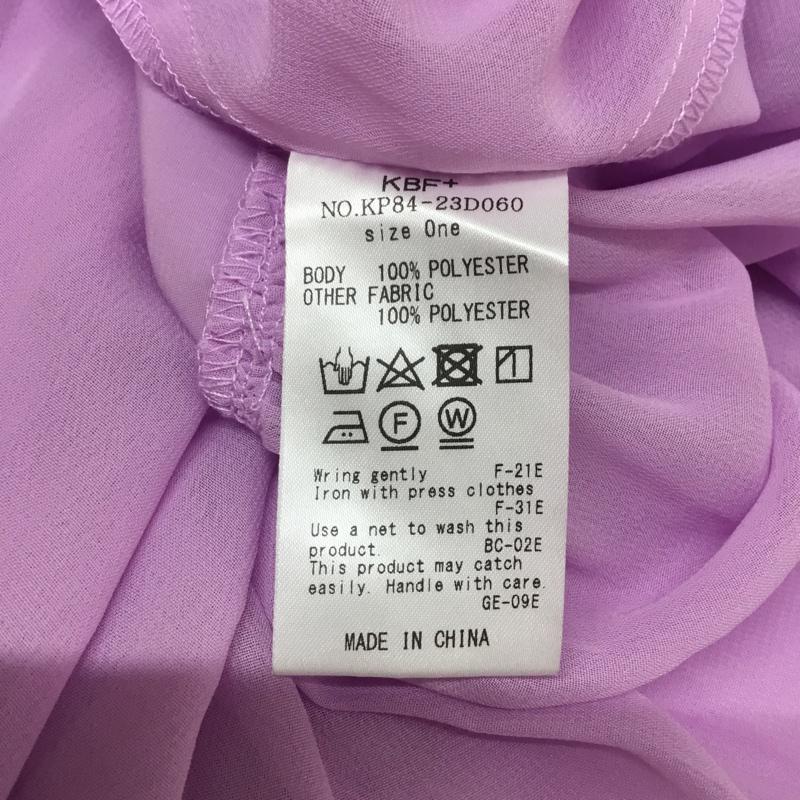 KBF+
NO.KP84-23D060
size One
BODY 100% POLYESTER
OTHER FABRIC
100% POLYESTER
F W
Wring gently F-21E
Iron with press clothes
F-31E
Use a net to wash this
product. BC-02E
This product may catch
easily. Handle with care.
GE-09E
MADE IN CHINA